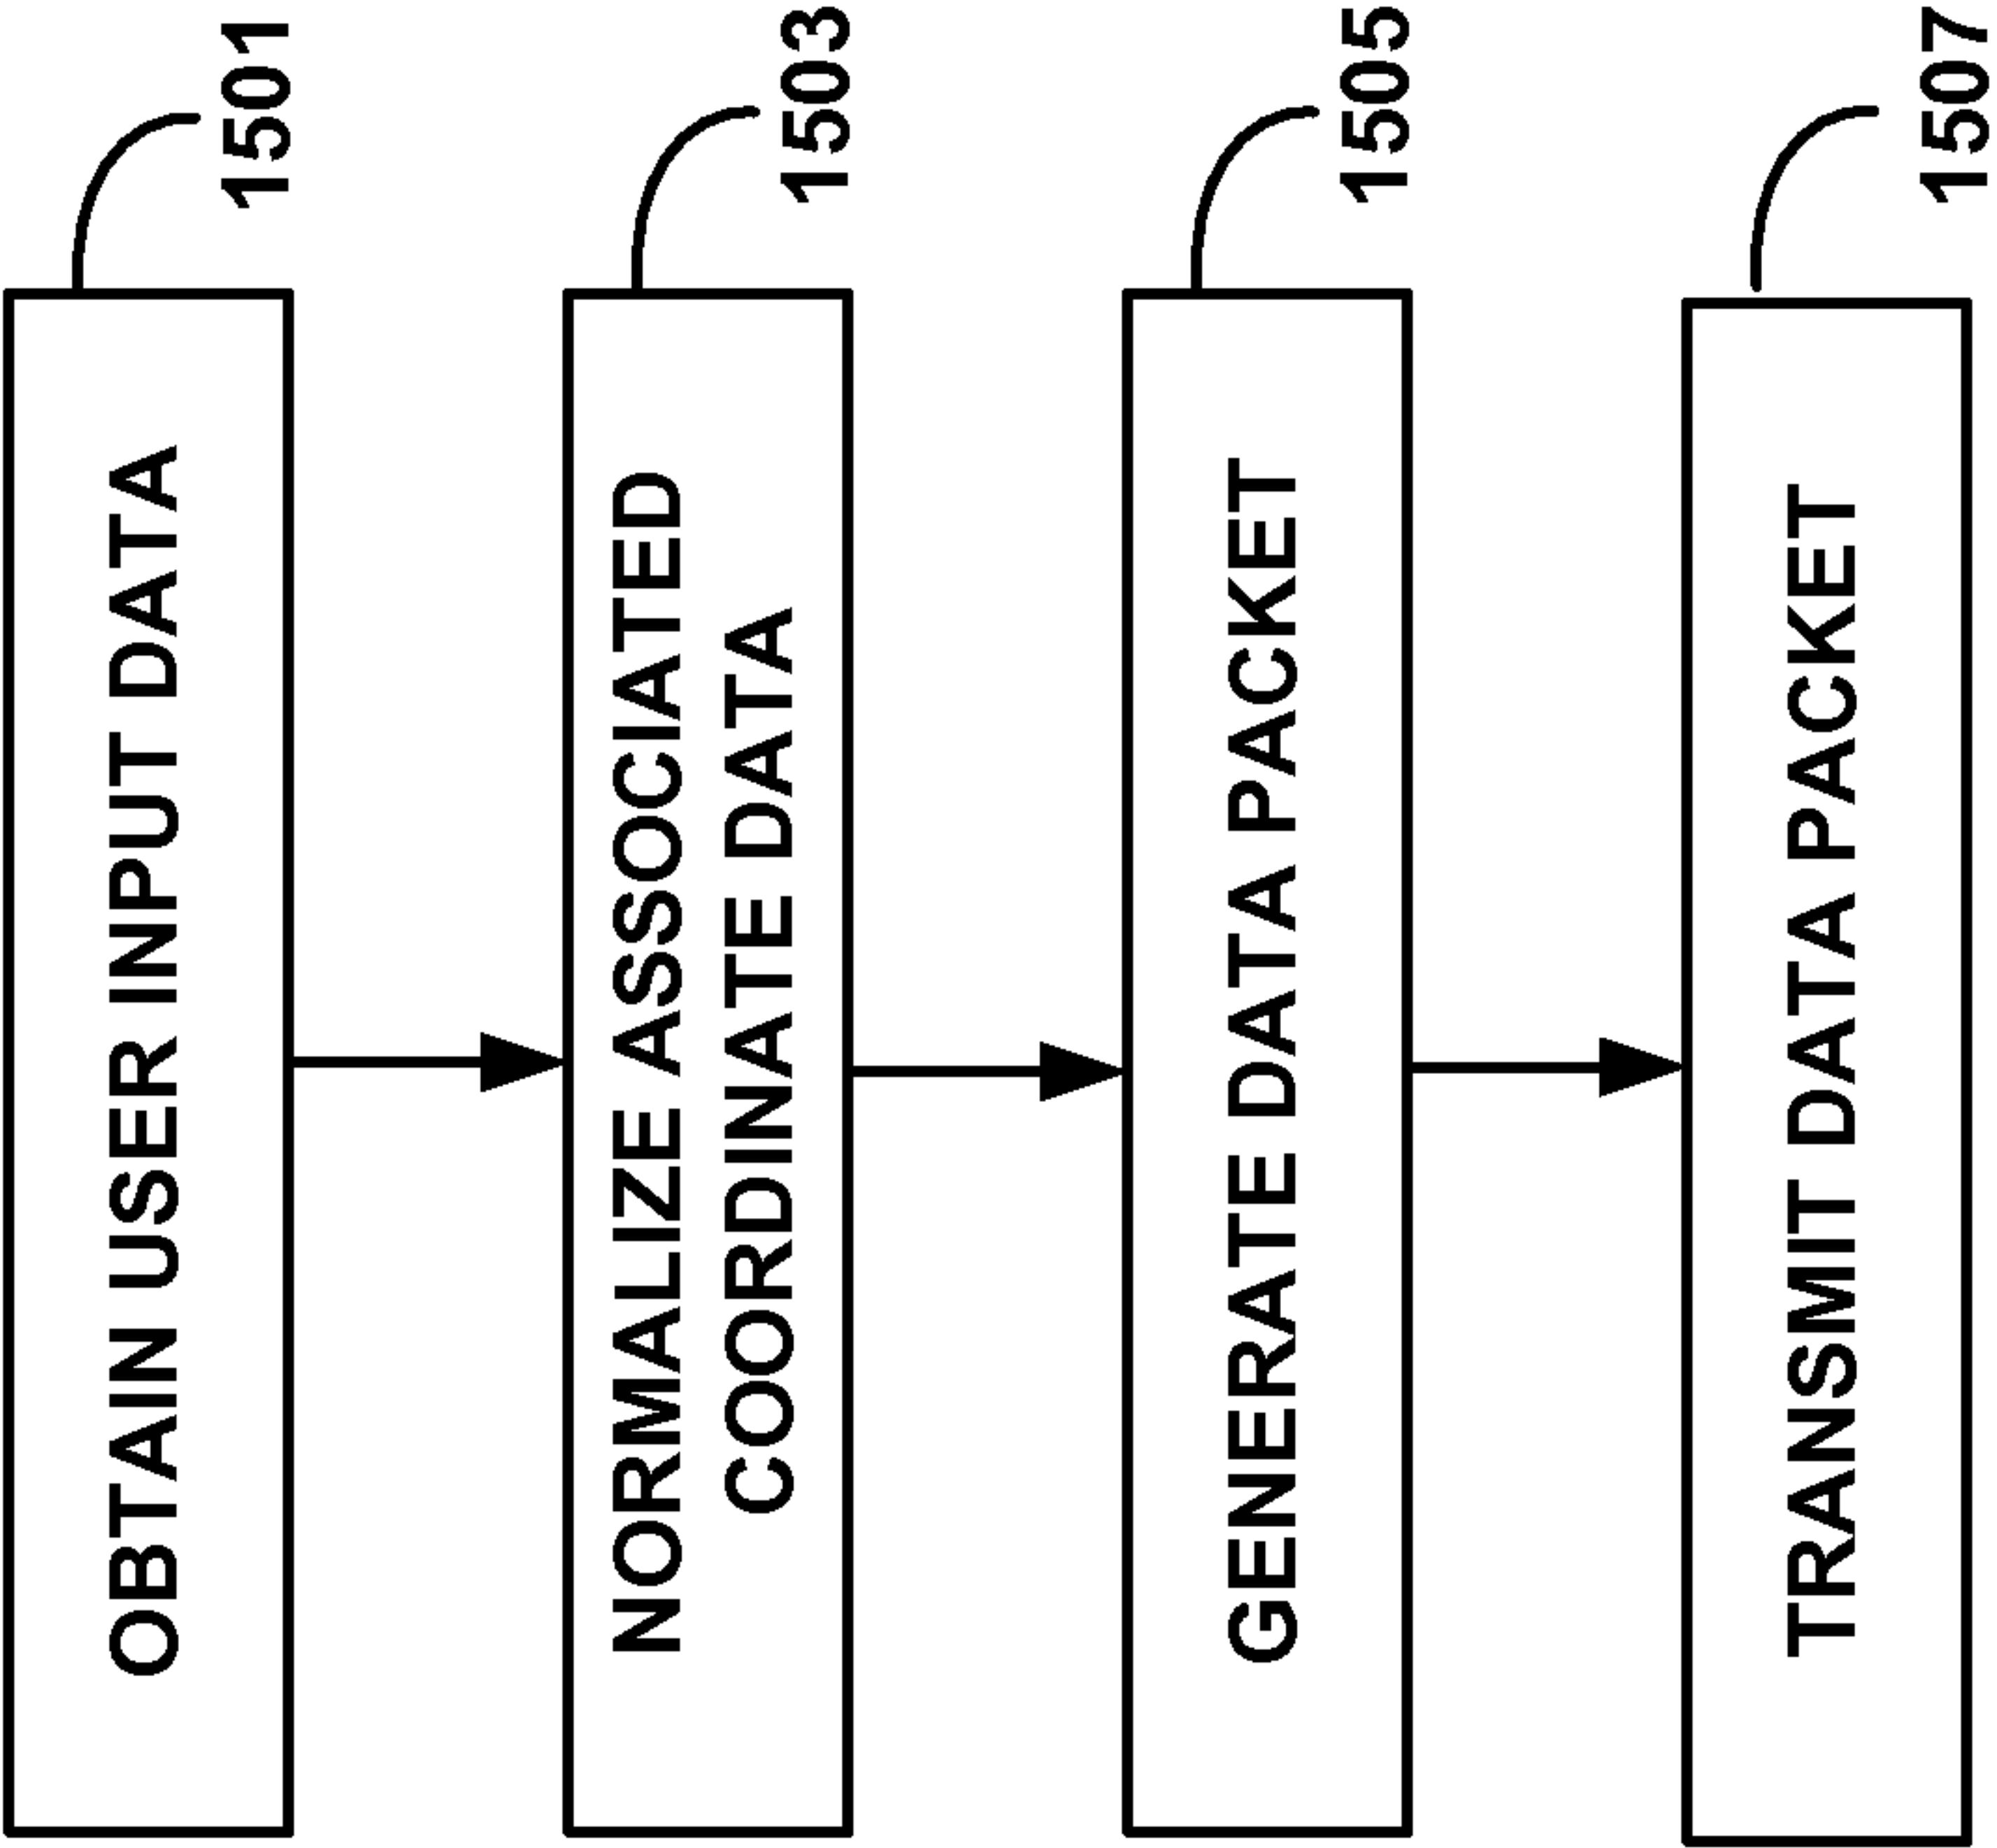 OBTAIN USER INPUT DATA
1501
NORMALIZE ASSOCIATED
COORDINATE DATA
1503
GENERATE DATA PACKET
1505
TRANSMIT DATA PACKET
1507